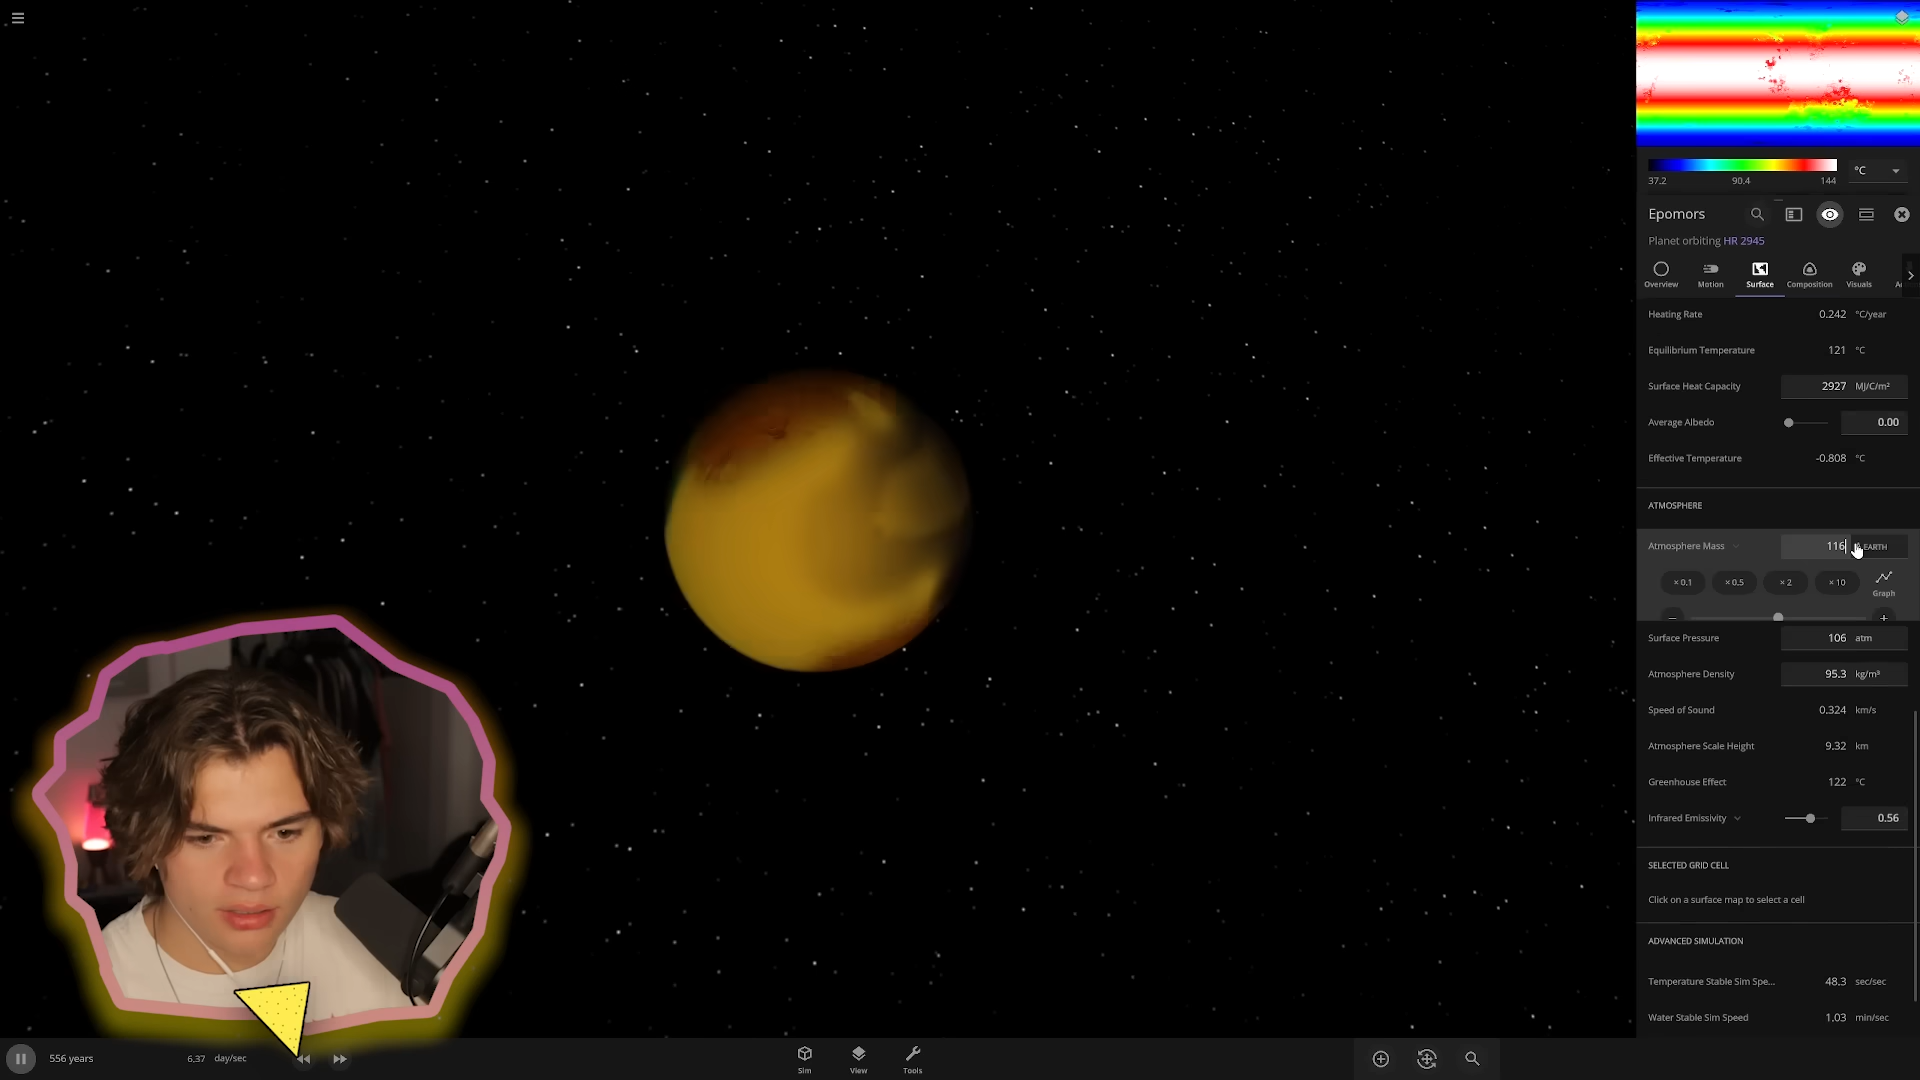 37.2 90.4 144 °C
Epomors
Planet orbiting HR 2945
Overview Motion Surface Composition Visuals
Heating Rate 0.242 °C/year
Equilibrium Temperature 121 °C
Surface Heat Capacity 2927 MJ/C/m²
Average Albedo 0.00
Effective Temperature -0.808 °C
ATMOSPHERE
Atmosphere Mass 116 EARTH
× 0.1 × 0.5 × 2 × 10 Graph
Surface Pressure 106 atm
Atmosphere Density 95.3 kg/m³
Speed of Sound 0.324 km/s
Atmosphere Scale Height 9.32 km
Greenhouse Effect 122 °C
Infrared Emissivity 0.56
SELECTED GRID CELL
Click on a surface map to select a cell
ADVANCED SIMULATION
Temperature Stable Sim Spe... 48.3 sec/sec
Water Stable Sim Speed 1.03 min/sec
556 years 6.37 day/sec Sim View Tools